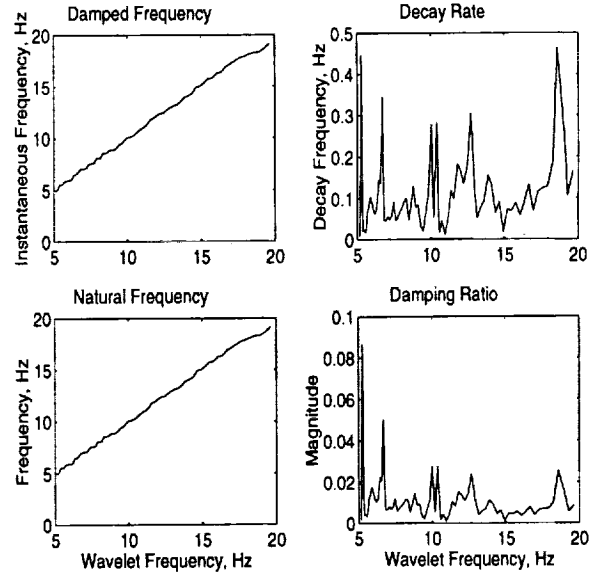 Damped Frequency
Instantaneous Frequency, Hz
20
15
10
5
0
5 10 15 20
Decay Rate
Decay Frequency, Hz
0.5
0.4
0.3
0.2
0.1
0
5 10 15 20
Natural Frequency
Frequency, Hz
20
15
10
5
0
5 10 15 20
Wavelet Frequency, Hz
Damping Ratio
Magnitude
0.1
0.08
0.06
0.04
0.02
0
5 10 15 20
Wavelet Frequency, Hz